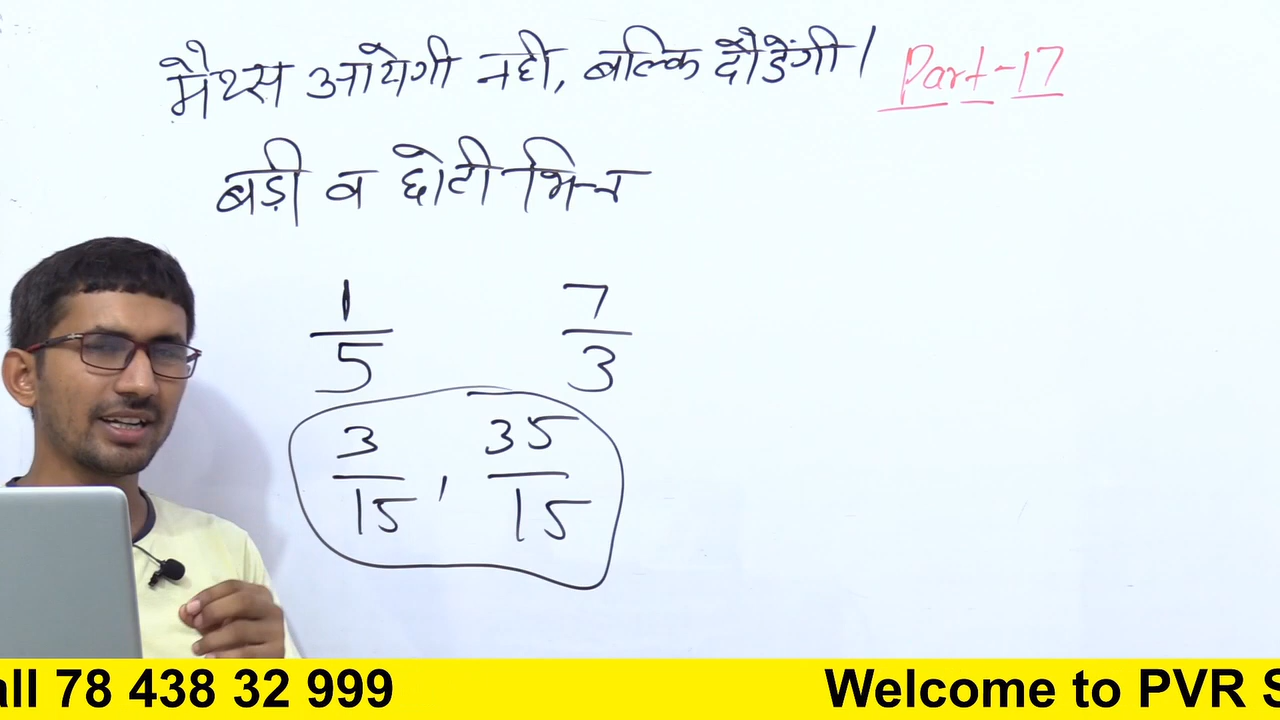 मैथ्स आयेगी नही, बल्कि दौडेंगी। Part-17
बड़ी व छोटी भिन्न
1/5 7/3
3/15 , 35/15
all 78 438 32 999 Welcome to PVR S